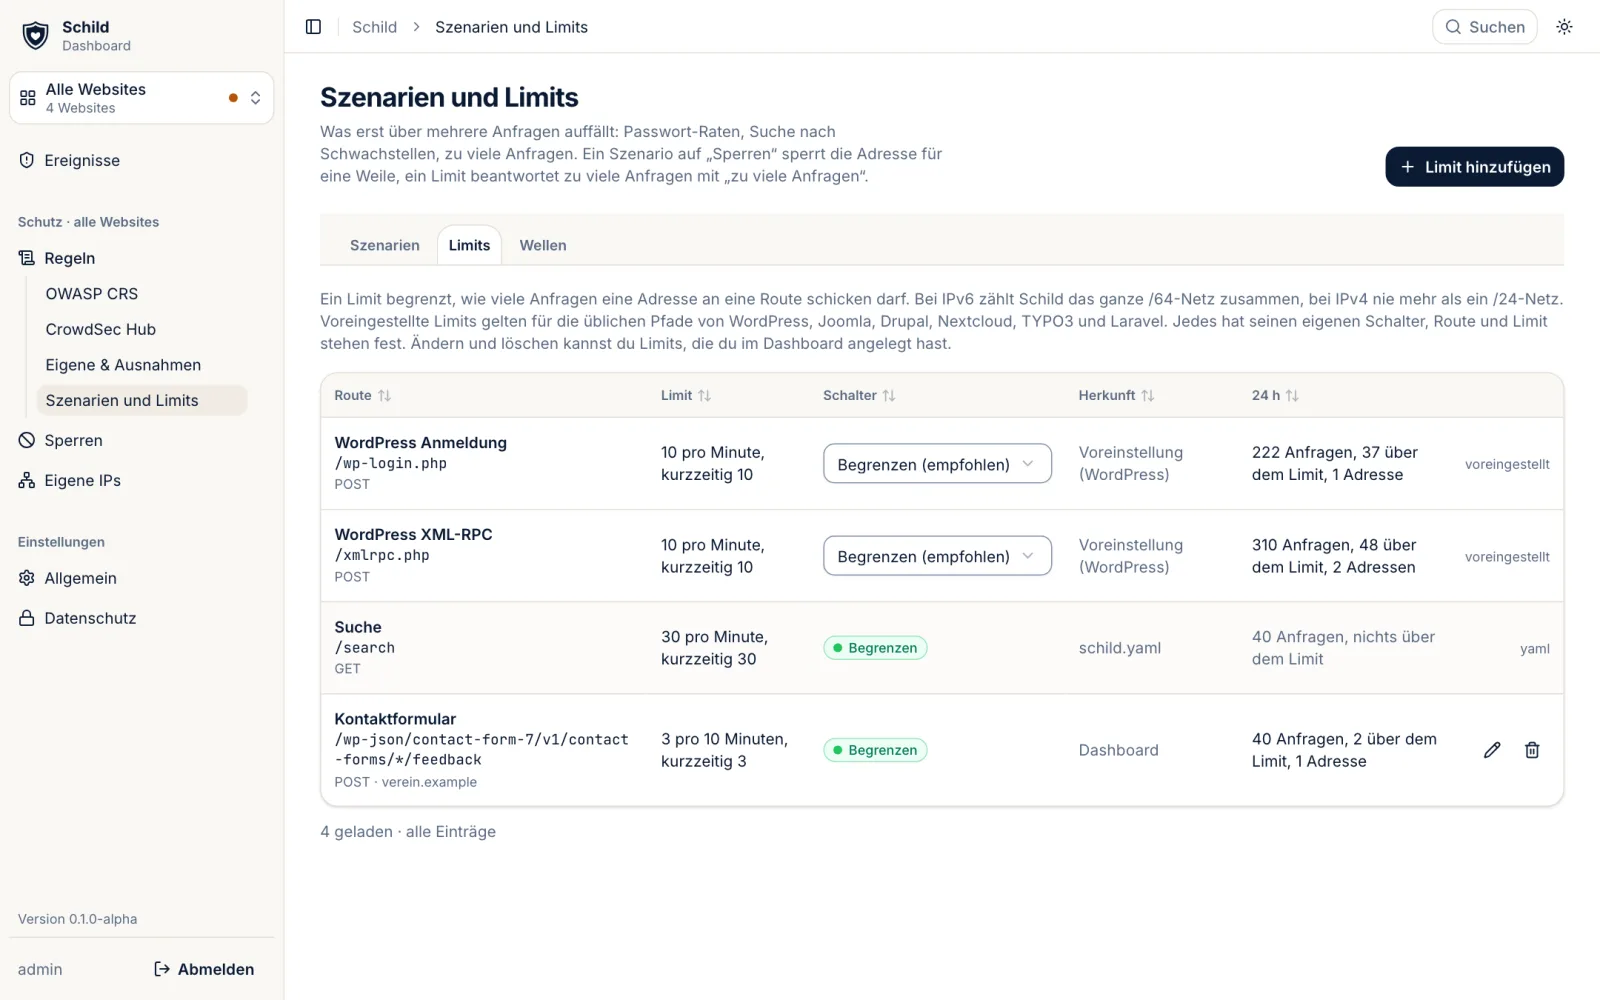 Schild
Dashboard
Alle Websites
4 Websites
Ereignisse
Schutz · alle Websites
Regeln
OWASP CRS
CrowdSec Hub
Eigene & Ausnahmen
Szenarien und Limits
Sperren
Eigene IPs
Einstellungen
Allgemein
Datenschutz
Version 0.1.0-alpha
admin
Abmelden
Schild
Szenarien und Limits
Suchen
Szenarien und Limits
Was erst über mehrere Anfragen auffällt: Passwort-Raten, Suche nach
Schwachstellen, zu viele Anfragen. Ein Szenario auf „Sperren“ sperrt die Adresse für
eine Weile, ein Limit beantwortet zu viele Anfragen mit „zu viele Anfragen“.
Limit hinzufügen
Szenarien
Limits
Wellen
Ein Limit begrenzt, wie viele Anfragen eine Adresse an eine Route schicken darf. Bei IPv6 zählt Schild das ganze /64-Netz zusammen, bei IPv4 nie mehr als ein /24-Netz.
Voreingestellte Limits gelten für die üblichen Pfade von WordPress, Joomla, Drupal, Nextcloud, TYPO3 und Laravel. Jedes hat seinen eigenen Schalter, Route und Limit
stehen fest. Ändern und löschen kannst du Limits, die du im Dashboard angelegt hast.
Route
Limit
Schalter
Herkunft
24 h
WordPress Anmeldung
/wp-login.php
POST
10 pro Minute,
kurzzeitig 10
Begrenzen (empfohlen)
Voreinstellung
(WordPress)
222 Anfragen, 37 über
dem Limit, 1 Adresse
voreingestellt
WordPress XML-RPC
/xmlrpc.php
POST
10 pro Minute,
kurzzeitig 10
Begrenzen (empfohlen)
Voreinstellung
(WordPress)
310 Anfragen, 48 über
dem Limit, 2 Adressen
voreingestellt
Suche
/search
GET
30 pro Minute,
kurzzeitig 30
Begrenzen
schild.yaml
40 Anfragen, nichts über
dem Limit
yaml
Kontaktformular
/wp-json/contact-form-7/v1/contact
-forms/*/feedback
POST · verein.example
3 pro 10 Minuten,
kurzzeitig 3
Begrenzen
Dashboard
40 Anfragen, 2 über dem
Limit, 1 Adresse
4 geladen · alle Einträge